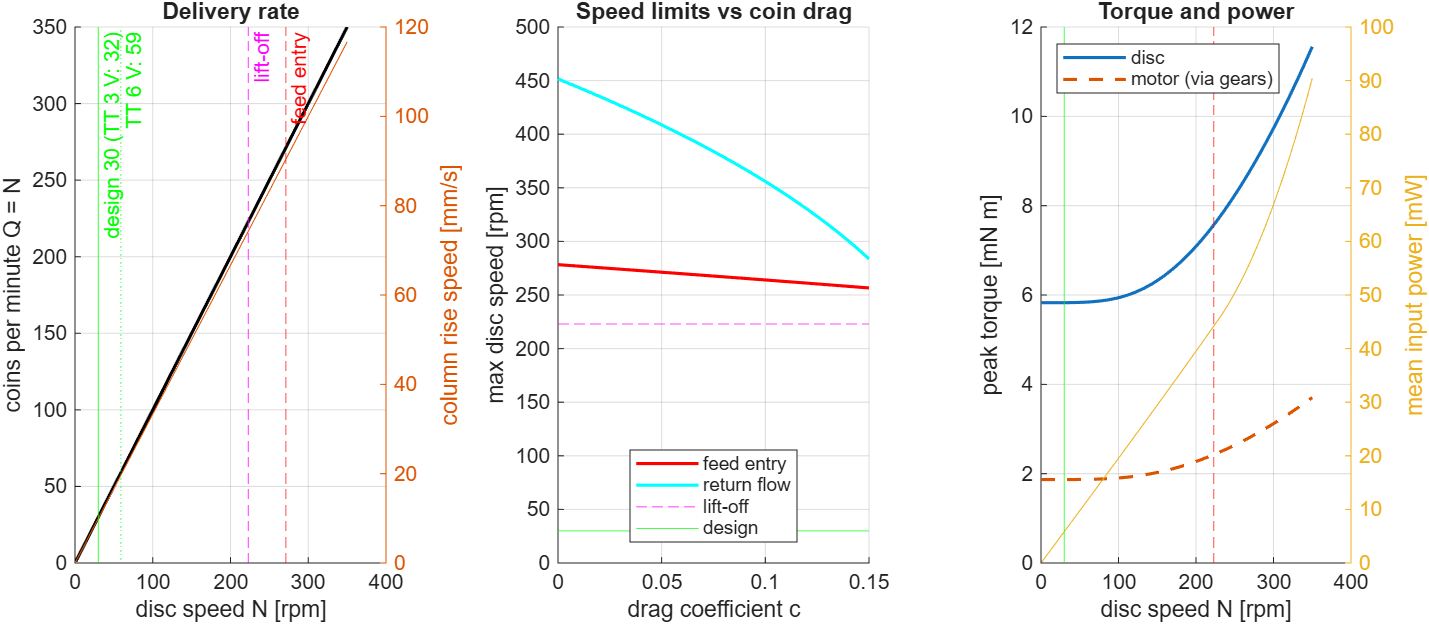 Delivery rate
350
300
250
200
150
100
50
0
coins per minute Q = N
0
100
200
300
400
disc speed N [rpm]
120
100
80
60
40
20
0
column rise speed [mm/s]
design 30 (TT 3 V: 32)
TT 6 V: 59
lift-off
feed entry
Speed limits vs coin drag
500
450
400
350
300
250
200
150
100
50
0
max disc speed [rpm]
0
0.05
0.1
0.15
drag coefficient c
feed entry
return flow
lift-off
design
Torque and power
12
10
8
6
4
2
0
peak torque [mN m]
0
100
200
300
400
disc speed N [rpm]
100
90
80
70
60
50
40
30
20
10
0
mean input power [mW]
disc
motor (via gears)